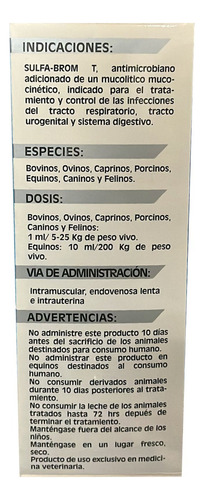 INDICACIONES:
SULFA-BROM T, antimicrobiano
adicionado de un mucolitico muco-
cinético, indicado para el trata-
miento y control de las infecciones
del tracto respiratorio, tracto
urogenital y sistema digestivo.
ESPECIES:
Bovinos, Ovinos, Caprinos, Porcinos,
Equinos, Caninos y Felinos.
DOSIS:
Bovinos, Ovinos, Caprinos, Porcinos,
Caninos y Felinos:
1 ml/ 5-25 Kg de peso vivo.
Equinos: 10 ml/200 Kg de peso
vivo.
VIA DE ADMINISTRACIÓN:
Intramuscular, endovenosa lenta
e intrauterina
ADVERTENCIAS:
No administre este producto 10 días
antes del sacrificio de los animales
destinados para consumo humano.
No administrar este producto en
equinos destinados al consumo
humano.
No consumir derivados animales
durante 10 días posteriores al trata-
miento.
No consumir la leche de los animales
tratados hasta 72 hrs depués de
terminar el tratamiento.
Manténgase fuera del alcance de los
niños.
Manténgase en un lugar fresco,
seco.
Producto de uso exclusivo en medici-
na veterinaria.